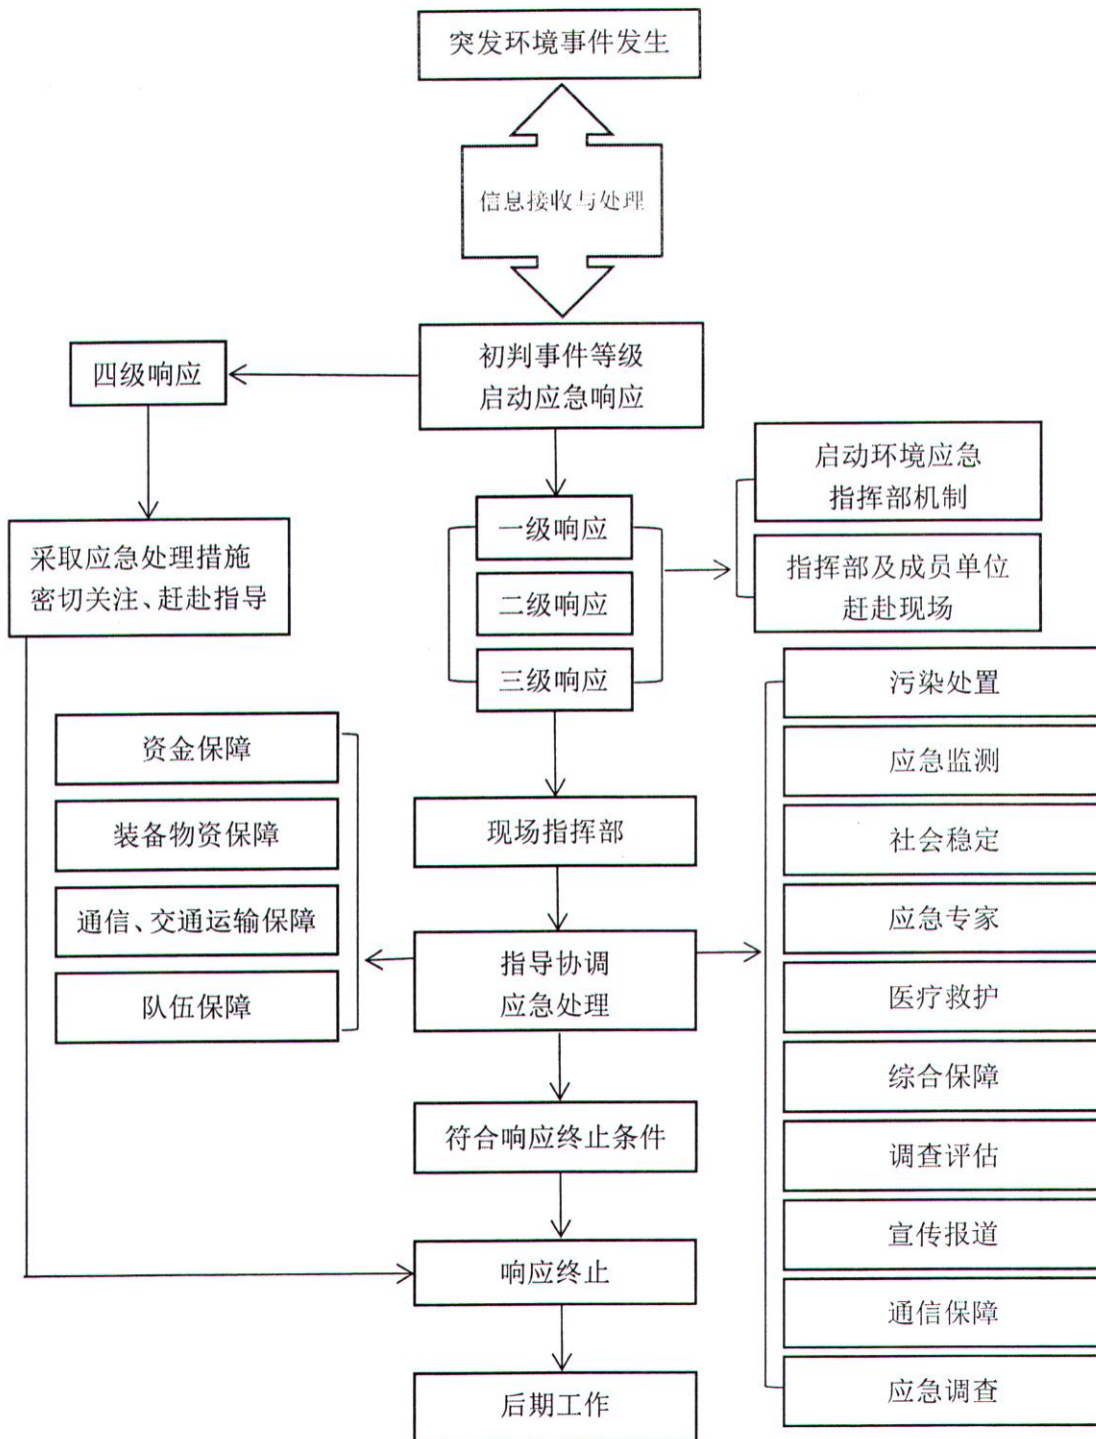 突发环境事件发生
信息接收与处理
初判事件等级
启动应急响应
四级响应
采取应急处理措施
密切关注、赶赴指导
一级响应
二级响应
三级响应
启动环境应急
指挥部机制
指挥部及成员单位
赶赴现场
现场指挥部
指导协调
应急处理
资金保障
装备物资保障
通信、交通运输保障
队伍保障
污染处置
应急监测
社会稳定
应急专家
医疗救护
综合保障
调查评估
宣传报道
通信保障
应急调查
符合响应终止条件
响应终止
后期工作